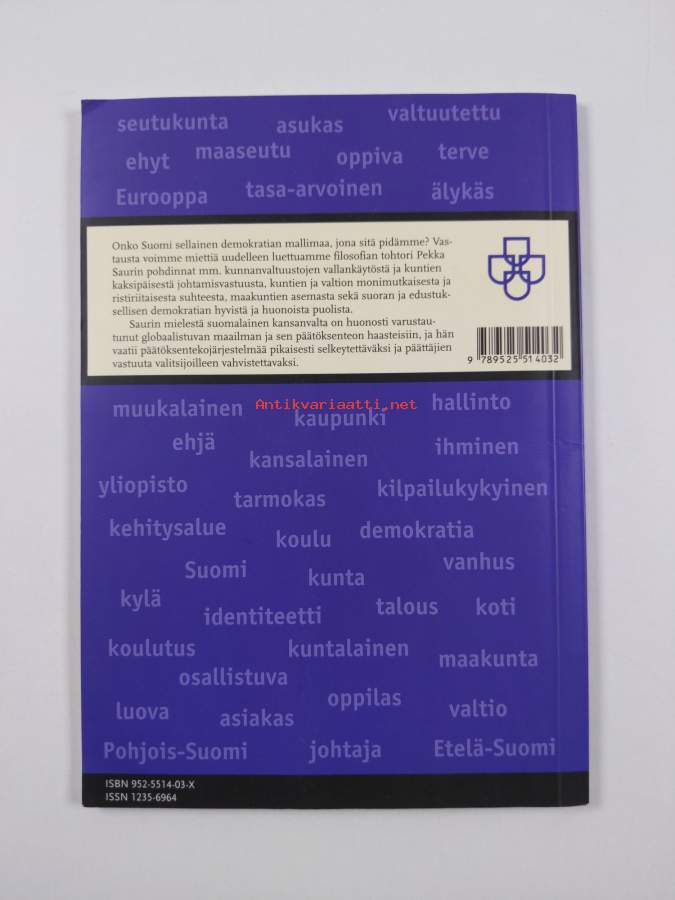 seutukunta asukas valtuutettu
ehyt maaseutu oppiva terve
Eurooppa tasa-arvoinen älykäs
Onko Suomi sellainen demokratian mallimaa, jona sitä pidämme? Vas-
tausta voimme miettiä uudelleen luettuamme filosofian tohtori Pekka
Saurin pohdinnat mm. kunnanvaltuustojen vallankäytöstä ja kuntien
kaksipäisestä johtamisvastuusta, kuntien ja valtion monimutkaisesta ja
ristiriitaisesta suhteesta, maakuntien asemasta sekä suoran ja edustuk-
sellisen demokratian hyvistä ja huonoista puolista.
Saurin mielestä suomalainen kansanvalta on huonosti varustau-
tunut globaalistuvan maailman ja sen päätöksenteon haasteisiin, ja hän
vaatii päätöksentekojärjestelmää pikaisesti selkeytettäväksi ja päättäjien
vastuuta valitsijoilleen vahvistettavaksi.
9 789525 514032
Antikvariaatti.net
muukalainen kaupunki hallinto
ehjä kansalainen ihminen
yliopisto tarmokas kilpailukykyinen
kehitysalue koulu demokratia
Suomi kunta vanhus
kylä identiteetti talous koti
koulutus kuntalainen maakunta
osallistuva oppilas
luova asiakas valtio
Pohjois-Suomi johtaja Etelä-Suomi
ISBN 952-5514-03-X
ISSN 1235-6964